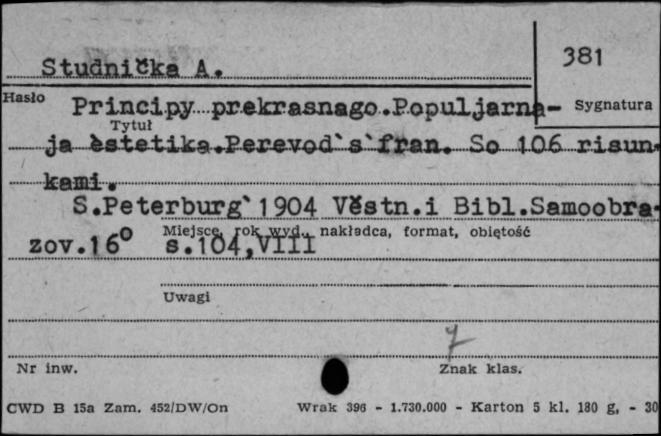 381
Studnička A.
Hasło
Principy prekrasnago.Populjarna-
Sygnatura
Tytuł
ja èstetika.Perevod`s`fran. So 106 risun-
kami.
S.Peterburg`1904 Věstn.i Bibl.Samoobra-
Miejsce, rok wyd., nakładca, format, objętość
zov.16° s.104,VIII
Uwagi
7
Nr inw.
Znak klas.
CWD B 15a Zam. 452/DW/On Wrak 396 - 1.730.000 - Karton 5 kl. 180 g, - 30